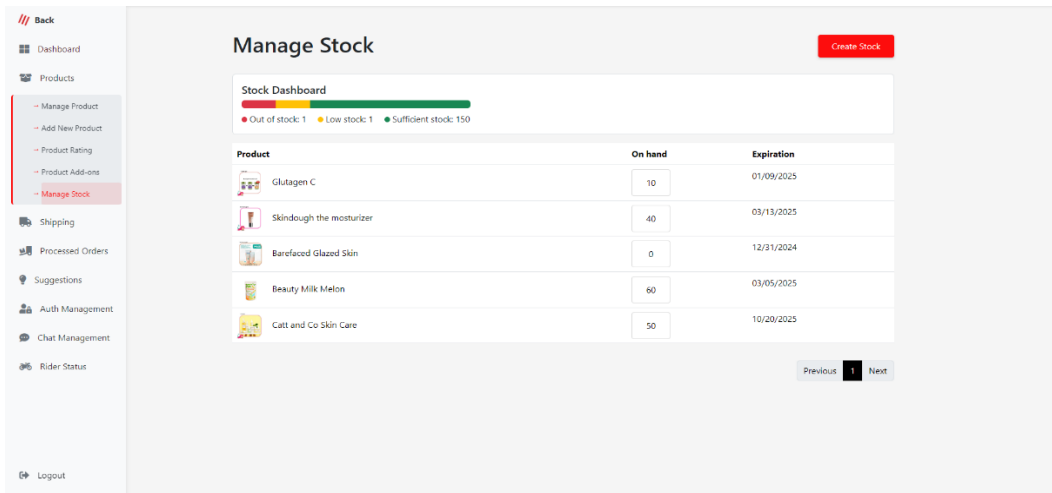 Back
Dashboard
Products
→ Manage Product
→ Add New Product
→ Product Rating
→ Product Add-ons
→ Manage Stock
Shipping
Processed Orders
Suggestions
Auth Management
Chat Management
Rider Status
Logout
Manage Stock
Create Stock
Stock Dashboard
Out of stock: 1 Low stock: 1 Sufficient stock: 150
Product On hand Expiration
Glutagen C 10 01/09/2025
Skindough the mosturizer 40 03/13/2025
Barefaced Glazed Skin 0 12/31/2024
Beauty Milk Melon 60 03/05/2025
Catt and Co Skin Care 50 10/20/2025
Previous 1 Next